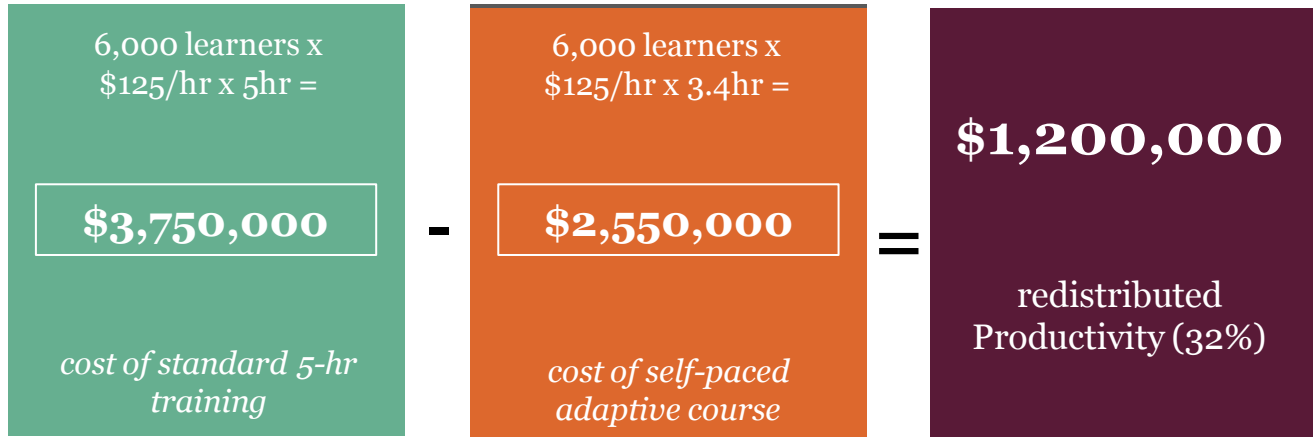 6,000 learners x
$125/hr x 5hr =
$3,750,000
cost of standard 5-hr
training
-
6,000 learners x
$125/hr x 3.4hr =
$2,550,000
cost of self-paced
adaptive course
=
$1,200,000
redistributed
Productivity (32%)